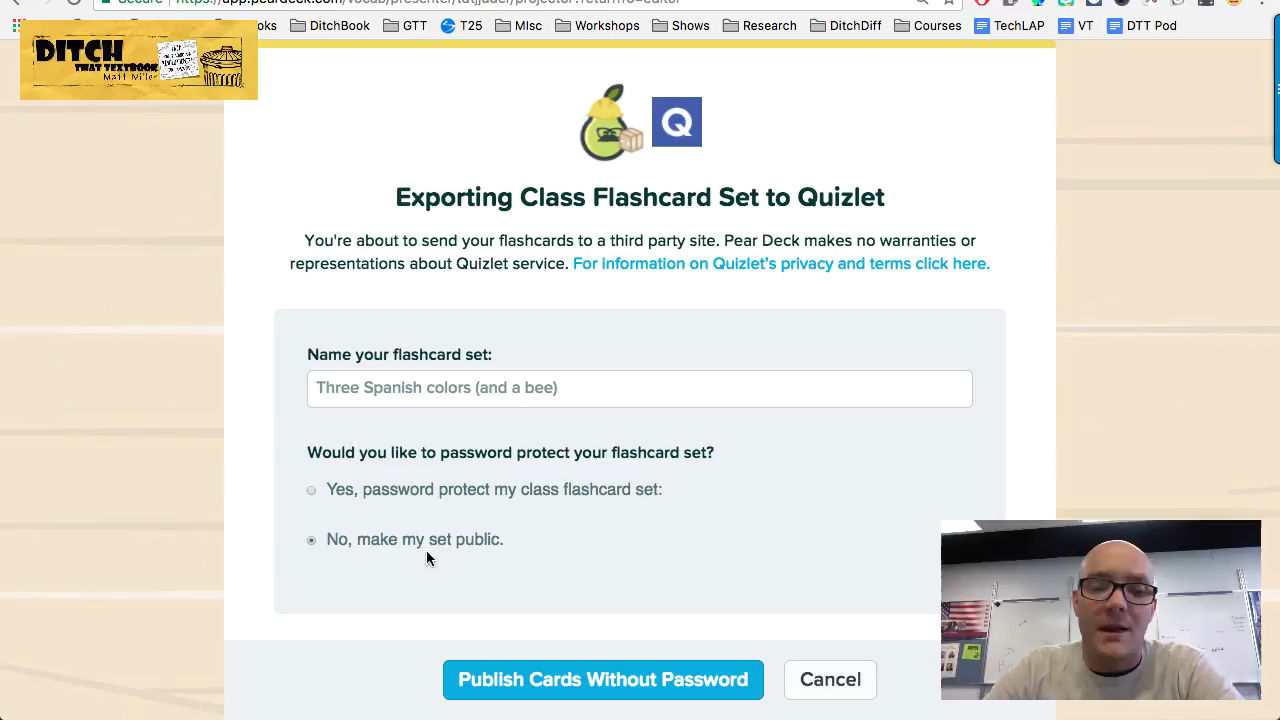 Secure https://app.peardeck.com/vocab/presenter/
DitchBook
GTT
T25
Misc
Workshops
Shows
Research
DitchDiff
Courses
TechLAP
VT
DTT Pod
DITCH
THAT TEXTBOOK
Matt Miller
Q
Exporting Class Flashcard Set to Quizlet
You're about to send your flashcards to a third party site. Pear Deck makes no warranties or
representations about Quizlet service. For information on Quizlet's privacy and terms click here.
Name your flashcard set:
Three Spanish colors (and a bee)
Would you like to password protect your flashcard set?
Yes, password protect my class flashcard set:
No, make my set public.
Publish Cards Without Password
Cancel